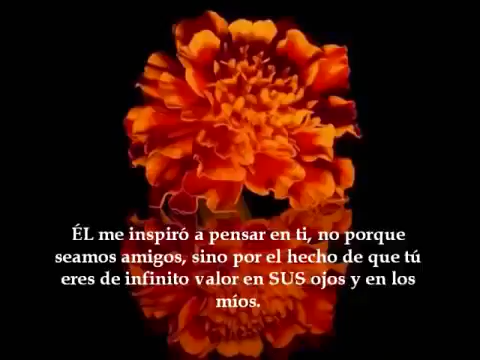 ÉL me inspiró a pensar en ti, no porque
seamos amigos, sino por el hecho de que tú
eres de infinito valor en SUS ojos y en los
míos.